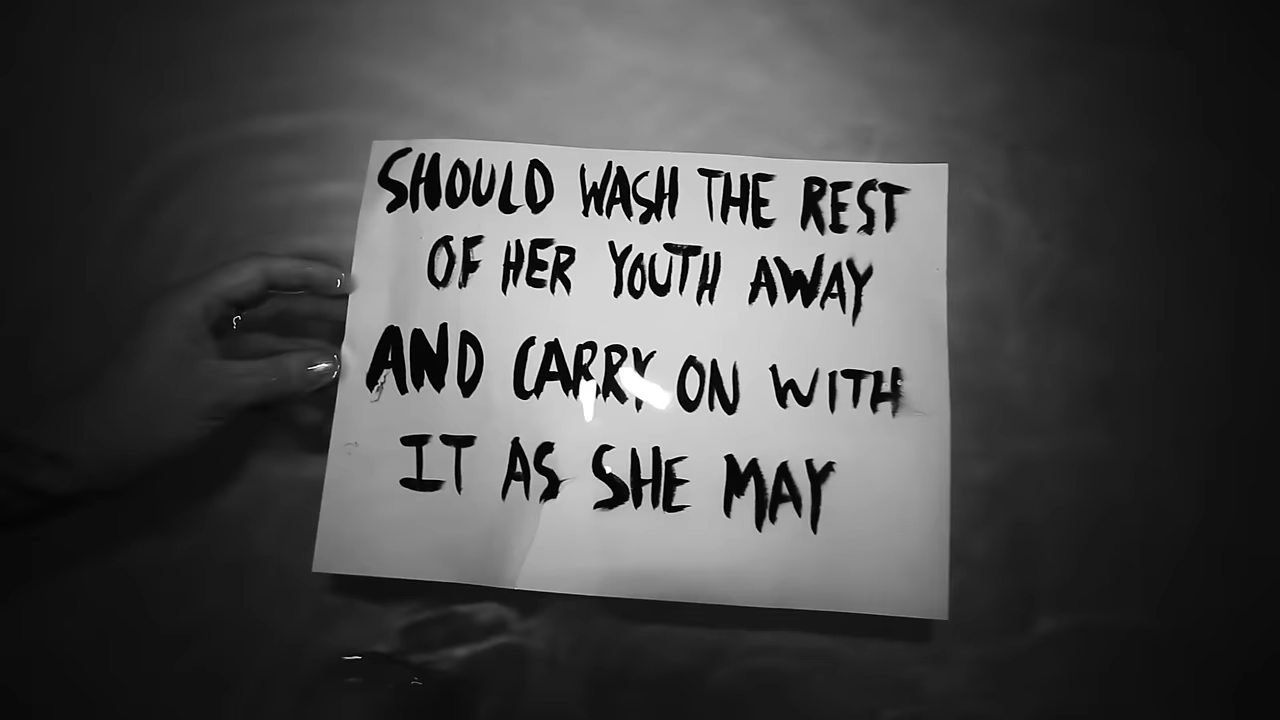 SHOULD WASH THE REST
OF HER YOUTH AWAY
AND CARRY ON WITH
IT AS SHE MAY